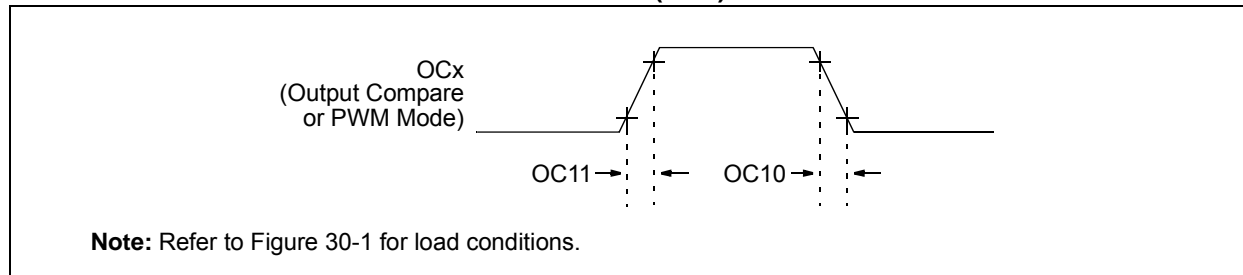 OCx
(Output Compare
or PWM Mode)
OC11
OC10
Note: Refer to Figure 30-1 for load conditions.